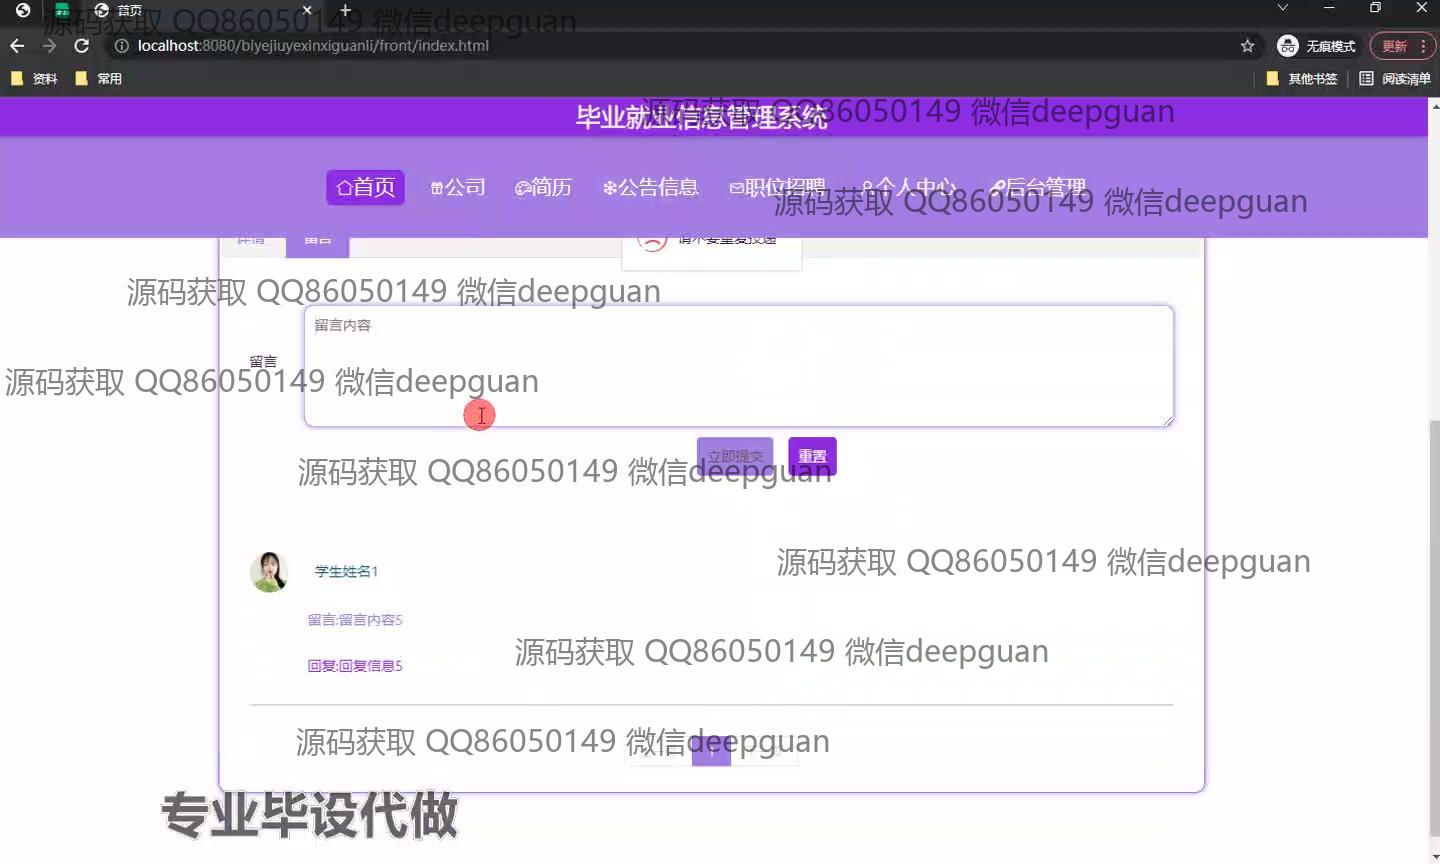 首页
源码获取 QQ86050149 微信deepguan
localhost:8080/biyejiuyexinxiguanli/front/index.html
无痕模式
更新
资料
常用
其他书签
阅读清单
毕业就业信息管理系统
源码获取 QQ86050149 微信deepguan
首页
公司
简历
公告信息
职位招聘
个人中心
后台管理
源码获取 QQ86050149 微信deepguan
详情
留言
请不要重复投递
源码获取 QQ86050149 微信deepguan
留言内容
留言
源码获取 QQ86050149 微信deepguan
立即提交
重置
源码获取 QQ86050149 微信deepguan
学生姓名1
源码获取 QQ86050149 微信deepguan
留言:留言内容5
源码获取 QQ86050149 微信deepguan
回复:回复信息5
源码获取 QQ86050149 微信deepguan
1
专业毕设代做